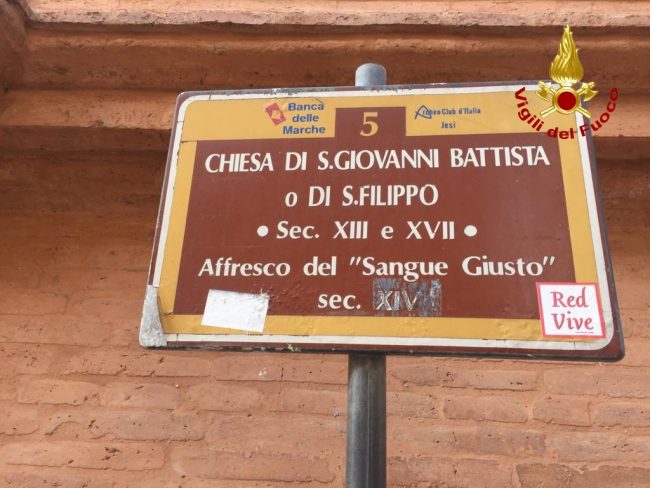 Banca
delle
Marche
5
Club d'Italia
Jesi
Vigili del Fuoco
CHIESA DI S.GIOVANNI BATTISTA
o DI S.FILIPPO
• Sec. XIII e XVII •
Affresco del "Sangue Giusto"
sec. XIV
Red
Vive